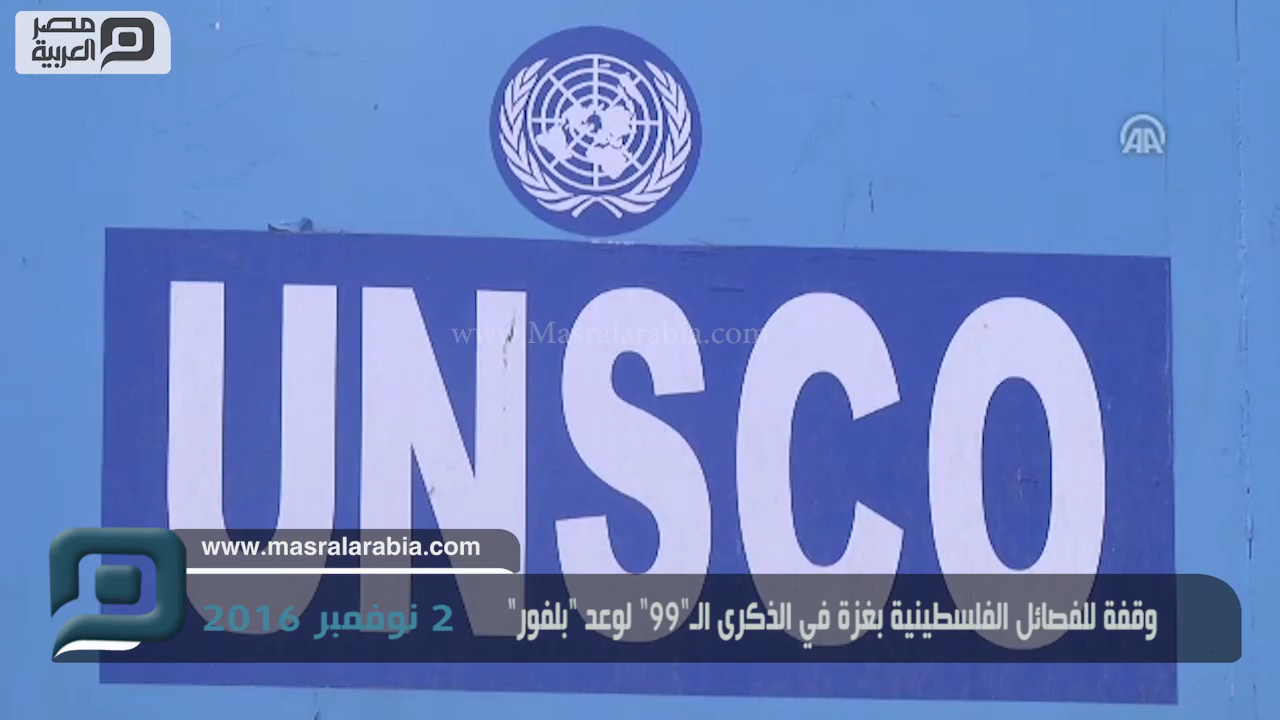 مصر
العربية
AA
UNSCO
www.Masralarabia.com
www.masralarabia.com
وقفة للفصائل الفلسطينية بغزة في الذكرى الـ "99" لوعد "بلفور" 2 نوفمبر 2016